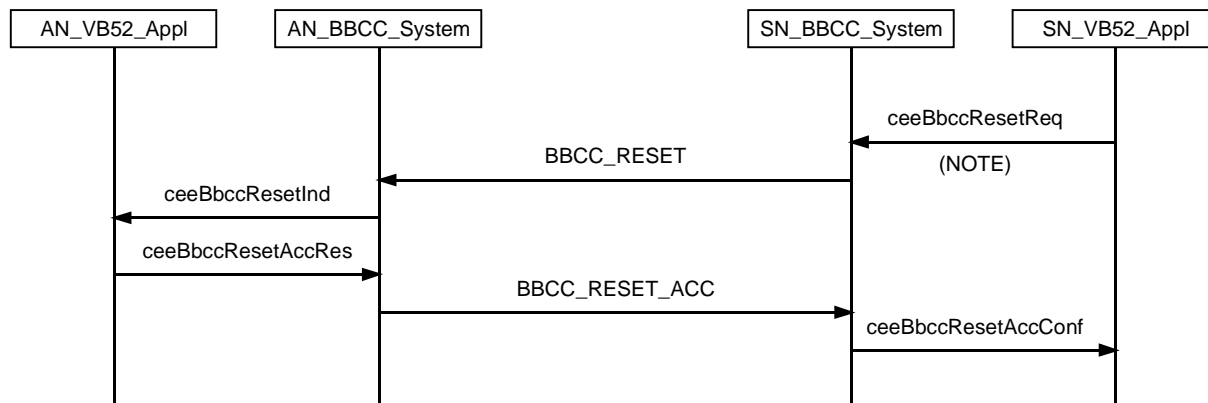 AN_VB52_Appl
AN_BBCC_System
SN_BBCC_System
SN_VB52_Appl
ceeBbccResetReq
(NOTE)
BBCC_RESET
ceeBbccResetInd
ceeBbccResetAccRes
BBCC_RESET_ACC
ceeBbccResetAccConf